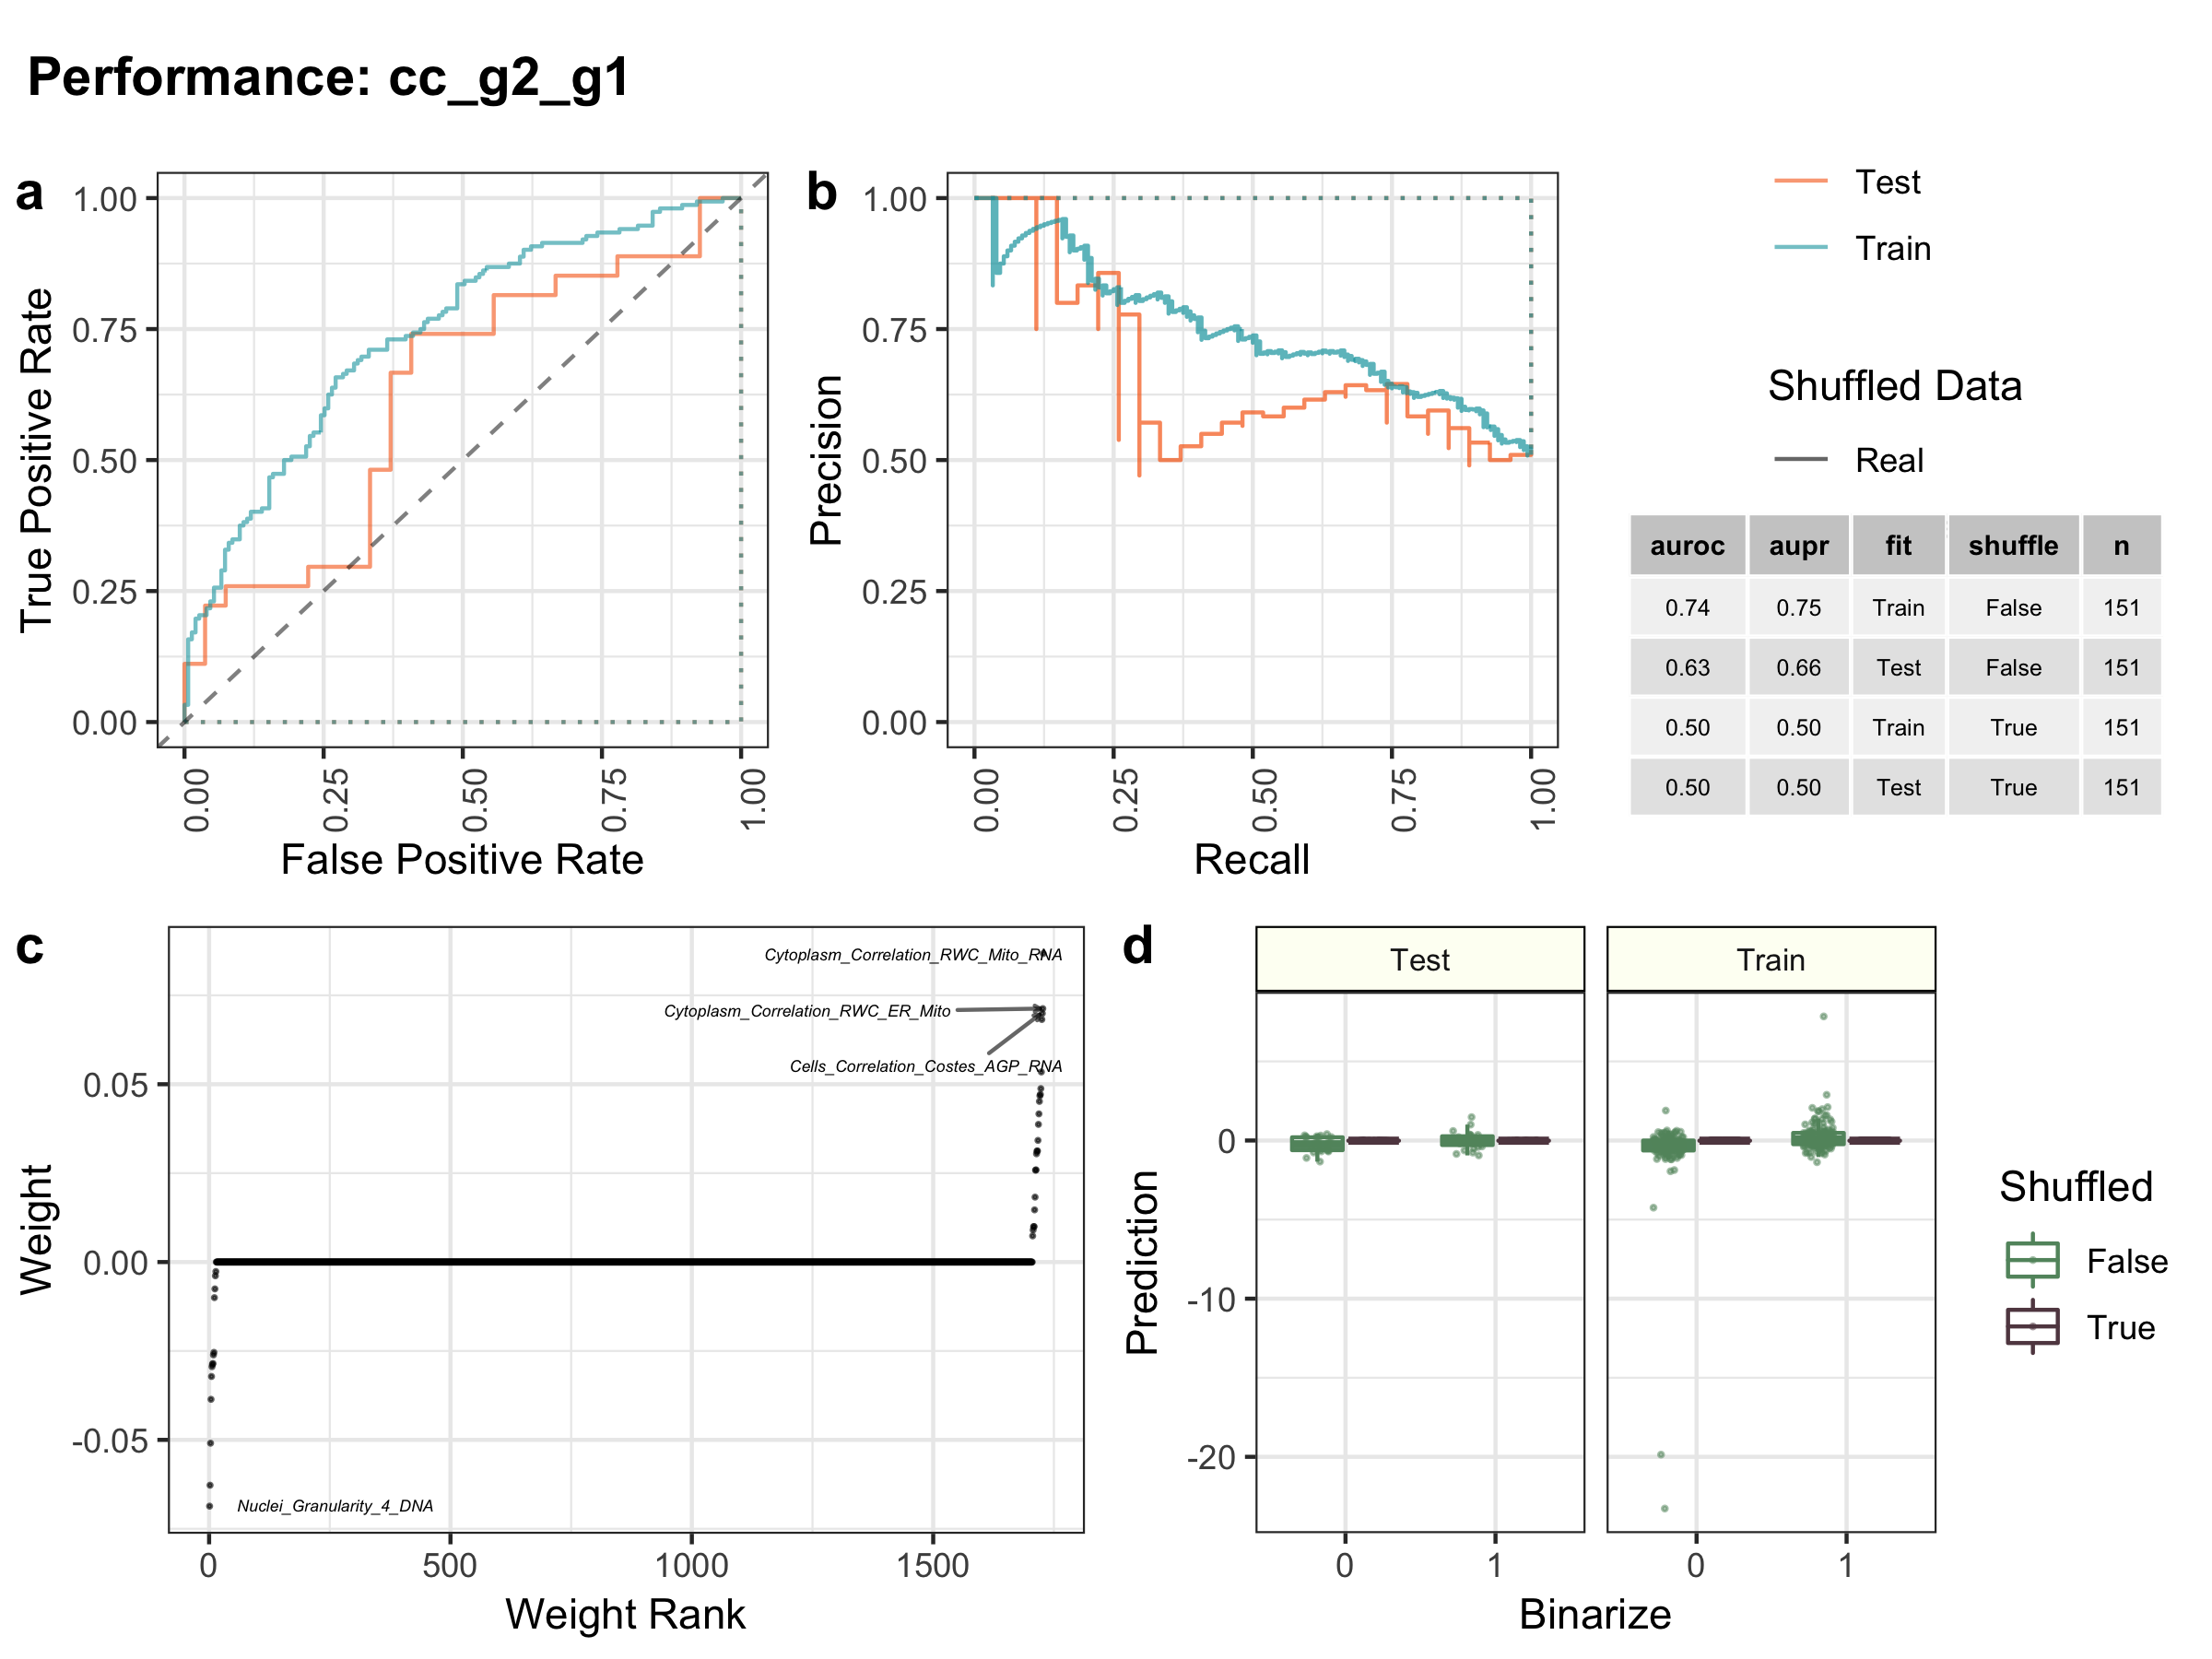 Performance: cc_g2_g1
a
1.00
0.75
0.50
0.25
0.00
True Positive Rate
0.00
0.25
0.50
0.75
1.00
False Positive Rate
b
1.00
0.75
0.50
0.25
0.00
Precision
0.00
0.25
0.50
0.75
1.00
Recall
Test
Train
Shuffled Data
Real
auroc aupr fit shuffle n
0.74 0.75 Train False 151
0.63 0.66 Test False 151
0.50 0.50 Train True 151
0.50 0.50 Test True 151
c
Cytoplasm_Correlation_RWC_Mito_RNA
Cytoplasm_Correlation_RWC_ER_Mito
Cells_Correlation_Costes_AGP_RNA
Nuclei_Granularity_4_DNA
0.05
0.00
-0.05
Weight
0 500 1000 1500
Weight Rank
d
Test Train
0
-10
-20
Prediction
0 1 0 1
Binarize
Shuffled
False
True